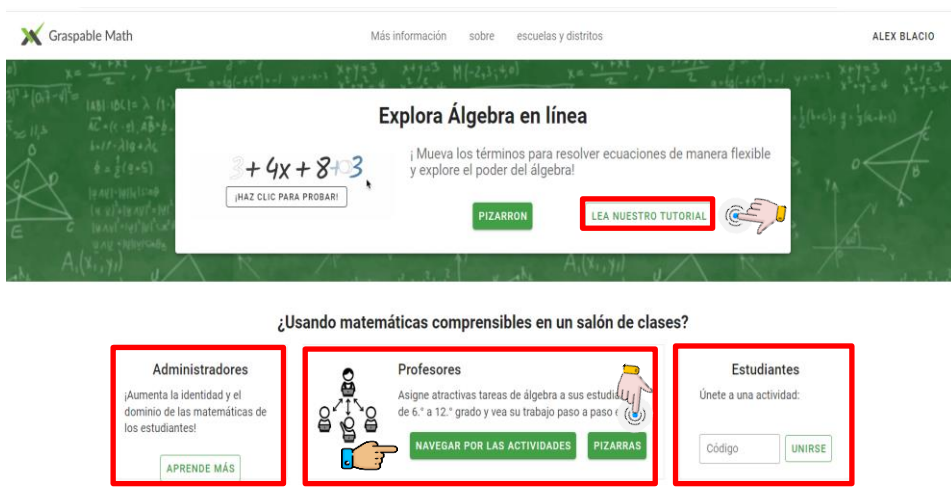 Graspable Math
Más información sobre escuelas y distritos
ALEX BLACIO
Explora Álgebra en línea
3 + 4x + 8 + 3
¡HAZ CLIC PARA PROBAR!
¡ Mueva los términos para resolver ecuaciones de manera flexible
y explore el poder del álgebra!
PIZARRON
LEA NUESTRO TUTORIAL
¿Usando matemáticas comprensibles en un salón de clases?
Administradores
¡Aumenta la identidad y el
dominio de las matemáticas de
los estudiantes!
APRENDE MÁS
Profesores
Asigne atractivas tareas de álgebra a sus
de 6.° a 12.° grado y vea su trabajo paso a paso
NAVEGAR POR LAS ACTIVIDADES
PIZARRAS
Estudiantes
Únete a una actividad:
Código
UNIRSE